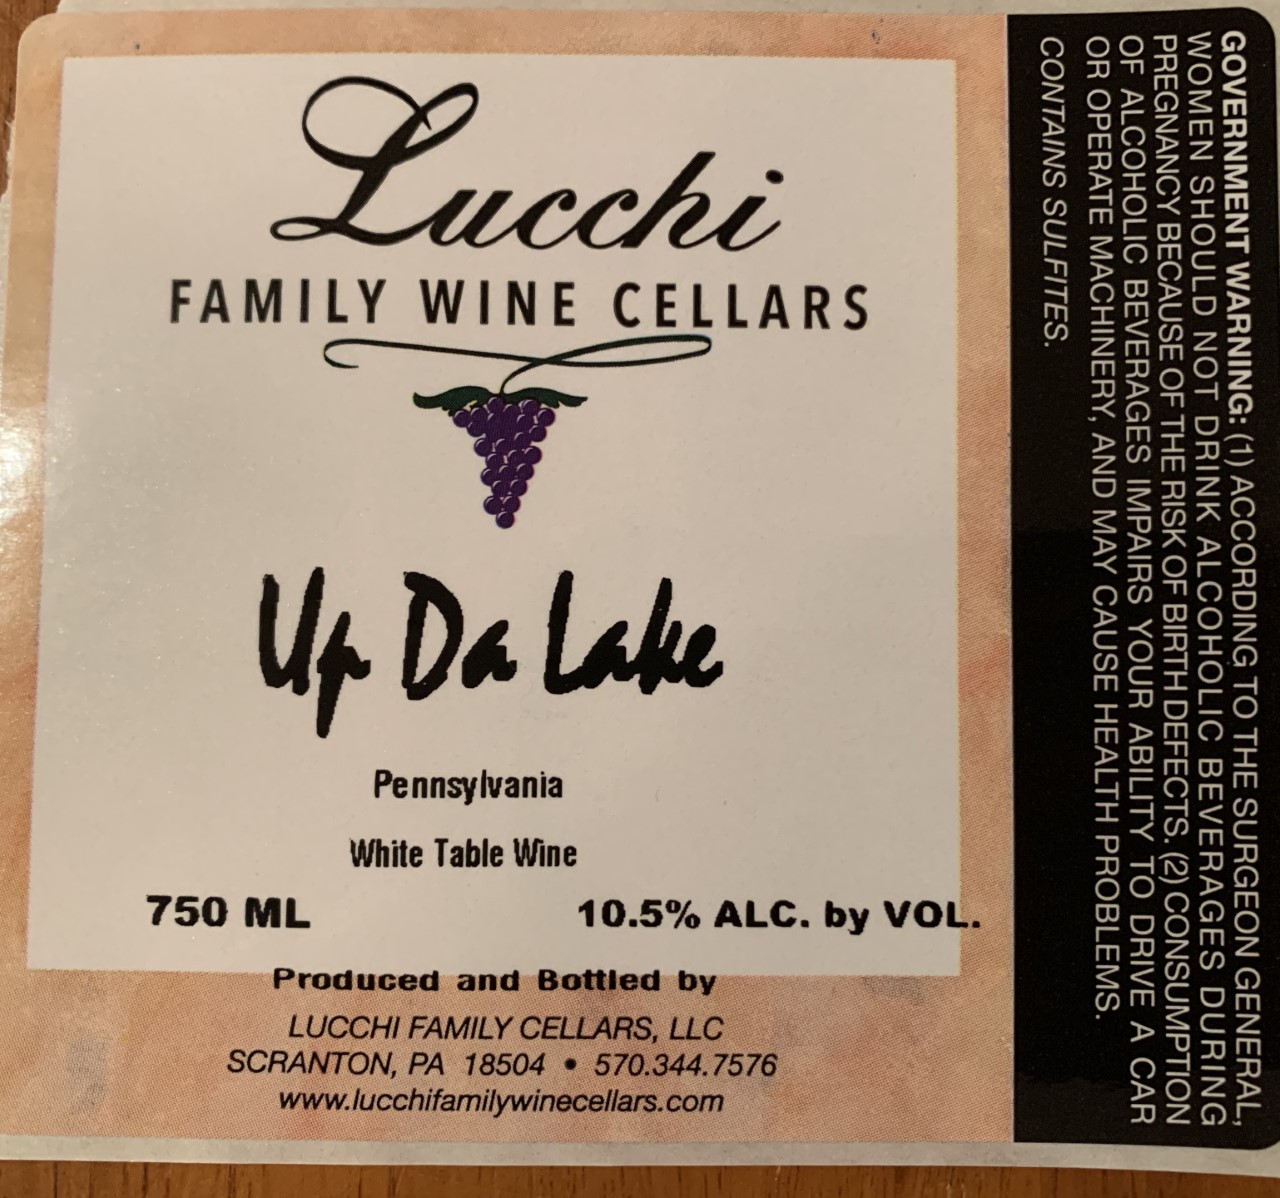 Lucchi
FAMILY WINE CELLARS
Up Da Lake
Pennsylvania
White Table Wine
750 ML 10.5% ALC. by VOL.
Produced and Bottled by
LUCCHI FAMILY CELLARS, LLC
SCRANTON, PA 18504 • 570.344.7576
www.lucchifamilywinecellars.com
GOVERNMENT WARNING: (1) ACCORDING TO THE SURGEON GENERAL,
WOMEN SHOULD NOT DRINK ALCOHOLIC BEVERAGES DURING
PREGNANCY BECAUSE OF THE RISK OF BIRTH DEFECTS. (2) CONSUMPTION
OF ALCOHOLIC BEVERAGES IMPAIRS YOUR ABILITY TO DRIVE A CAR
OR OPERATE MACHINERY, AND MAY CAUSE HEALTH PROBLEMS.
CONTAINS SULFITES.